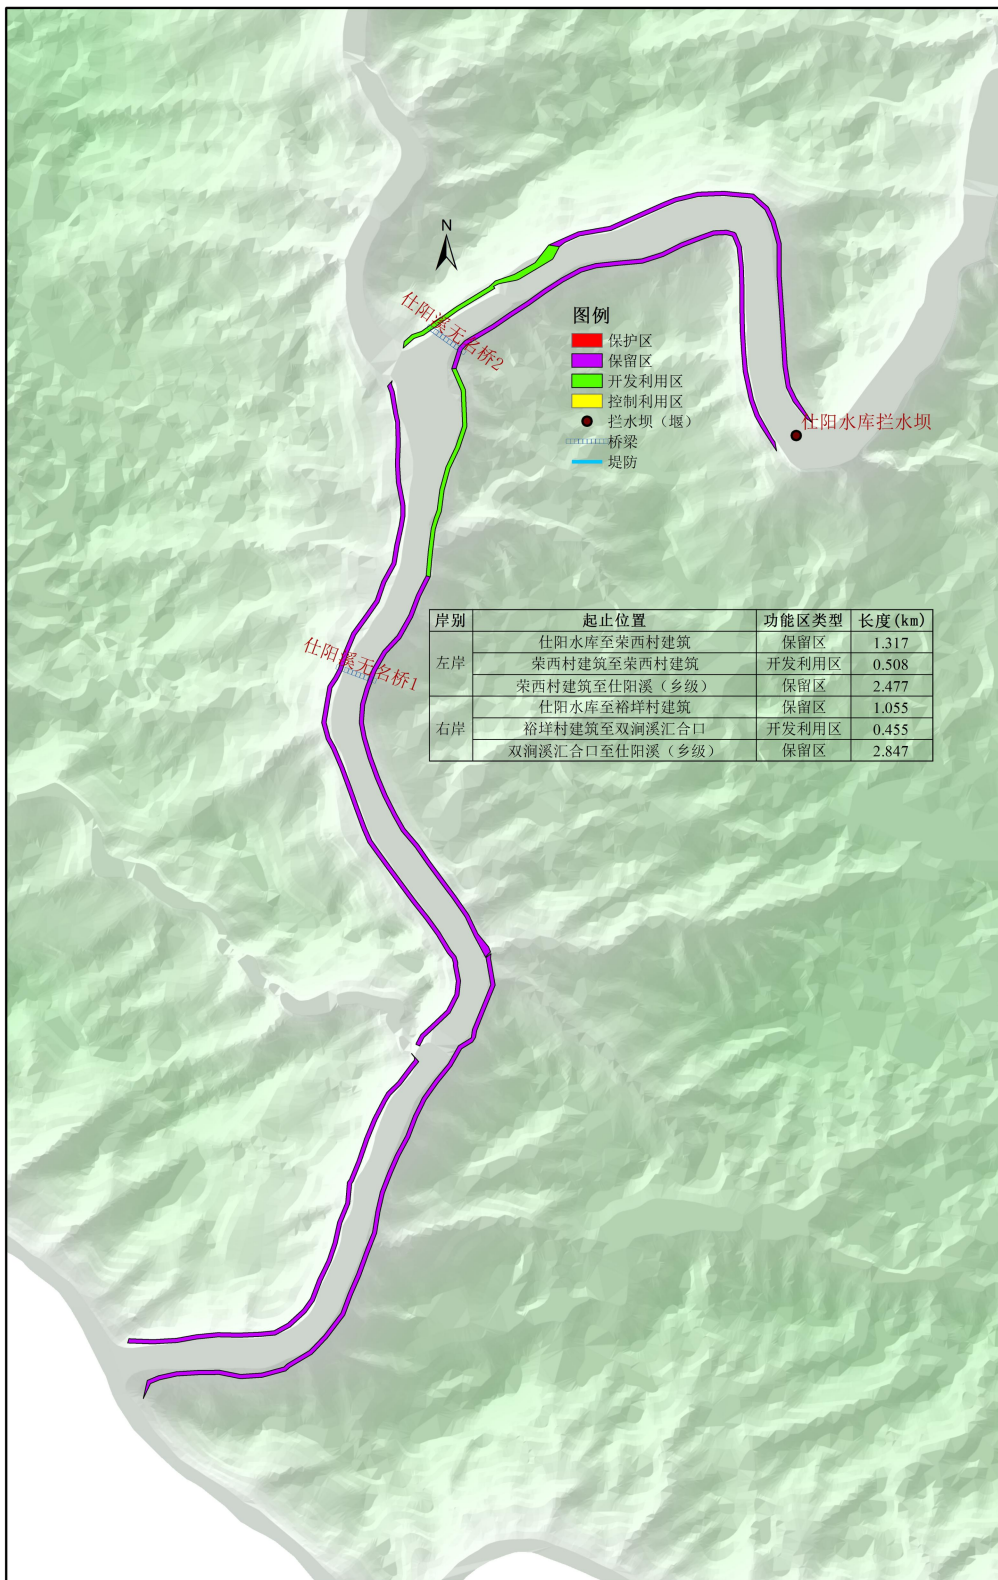 N
仕阳溪无名桥2
图例
保护区
保留区
开发利用区
控制利用区
拦水坝（堰）
桥梁
堤防
仕阳水库拦水坝
仕阳溪无名桥1
岸别 起止位置 功能区类型 长度(km)
左岸 仕阳水库至荣西村建筑 保留区 1.317
荣西村建筑至荣西村建筑 开发利用区 0.508
荣西村建筑至仕阳溪（乡级） 保留区 2.477
右岸 仕阳水库至裕垟村建筑 保留区 1.055
裕垟村建筑至双涧溪汇合口 开发利用区 0.455
双涧溪汇合口至仕阳溪（乡级） 保留区 2.847